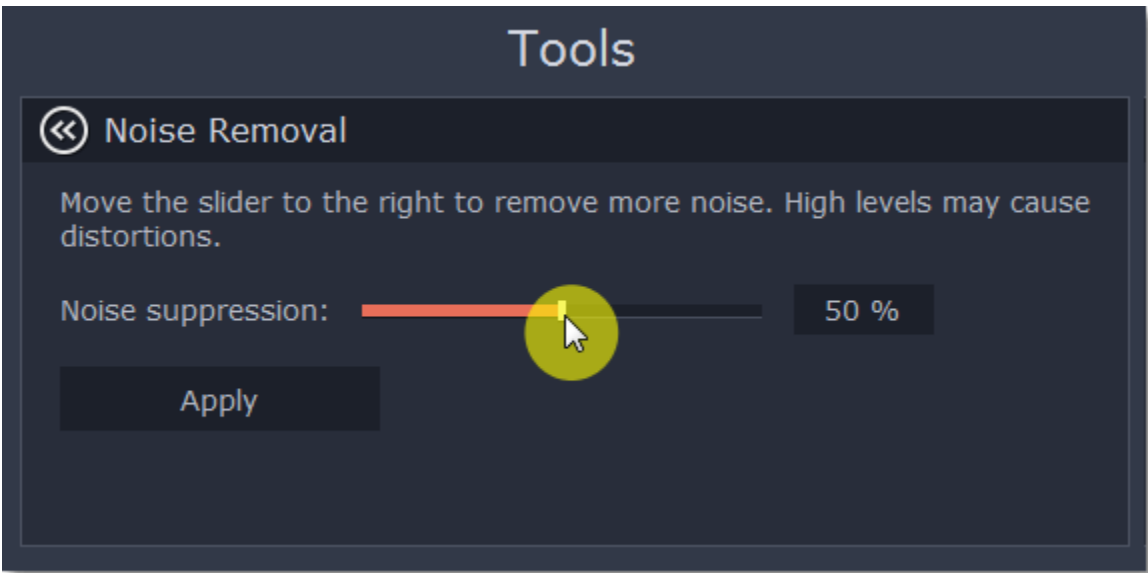 Tools
Noise Removal
Move the slider to the right to remove more noise. High levels may cause
distortions.
Noise suppression: 50 %
Apply